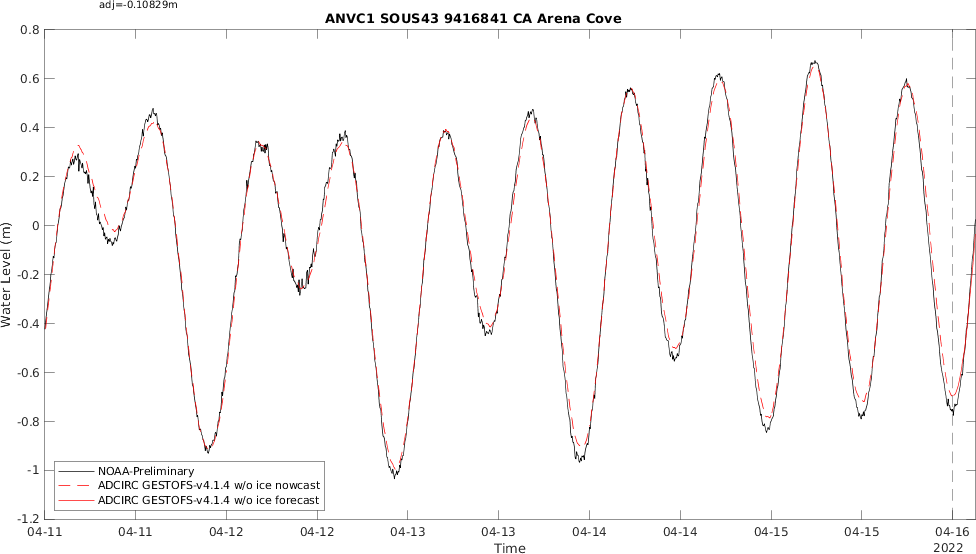 adj=-0.10829m
ANVC1 SOUS43 9416841 CA Arena Cove
Water Level (m)
0.8
0.6
0.4
0.2
0
-0.2
-0.4
-0.6
-0.8
-1
-1.2
NOAA-Preliminary
ADCIRC GESTOFS-v4.1.4 w/o ice nowcast
ADCIRC GESTOFS-v4.1.4 w/o ice forecast
04-11 04-11 04-12 04-12 04-13 04-13 04-14 04-14 04-15 04-15 04-16
Time
2022